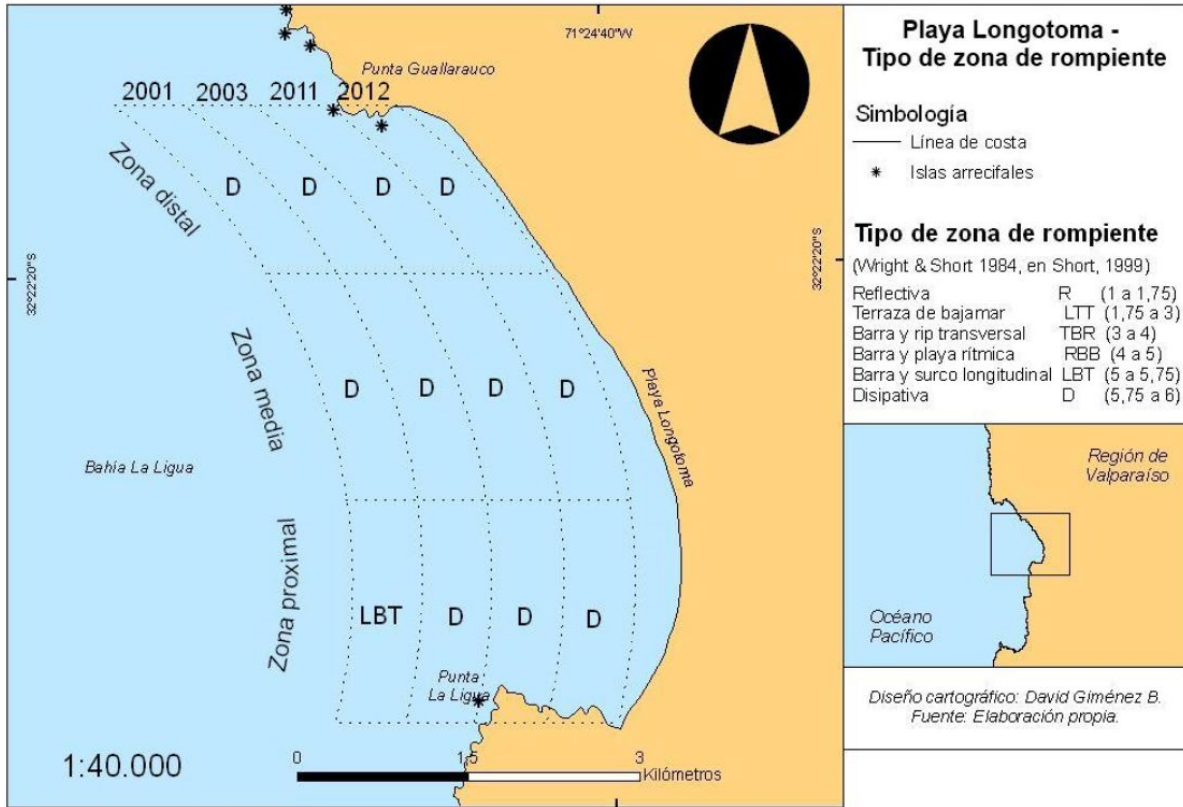 71°24'40"W
Punta Guallarauco
2001 2003 2011 2012
Zona distal
D D D D
32°22'20"S
32°22'20"S
Zona media
D D D D
Playa Longotoma
Bahía La Ligua
Zona proximal
LBT D D D
Punta
La Ligua
1:40.000
0 1,5 3
Kilómetros
Playa Longotoma -
Tipo de zona de rompiente
Simbología
Línea de costa
Islas arrecifales
Tipo de zona de rompiente
(Wright & Short 1984, en Short, 1999)
Reflectiva R (1 a 1,75)
Terraza de bajamar LTT (1,75 a 3)
Barra y rip transversal TBR (3 a 4)
Barra y playa rítmica RBB (4 a 5)
Barra y surco longitudinal LBT (5 a 5,75)
Disipativa D (5,75 a 6)
Región de
Valparaíso
Océano
Pacífico
Diseño cartográfico: David Giménez B.
Fuente: Elaboración propia.